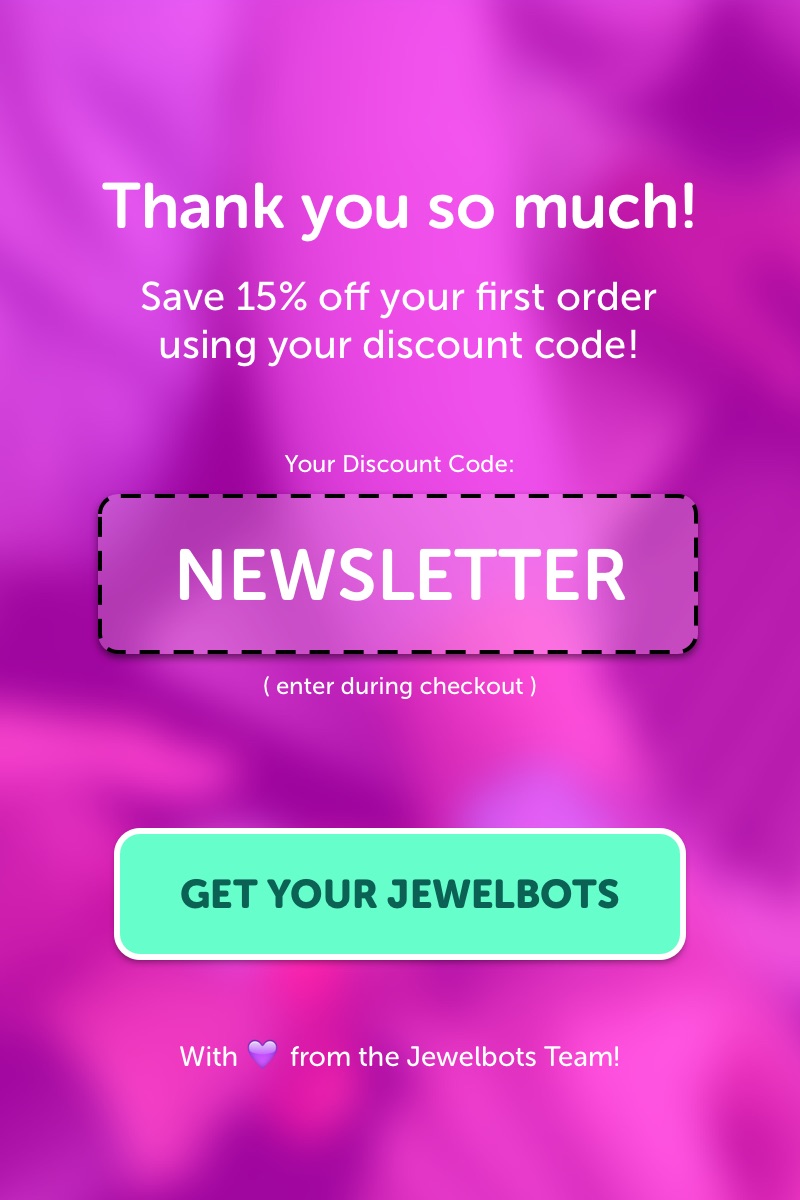 Thank you so much!
Save 15% off your first order
using your discount code!
Your Discount Code:
NEWSLETTER
( enter during checkout )
GET YOUR JEWELBOTS
With 💜 from the Jewelbots Team!